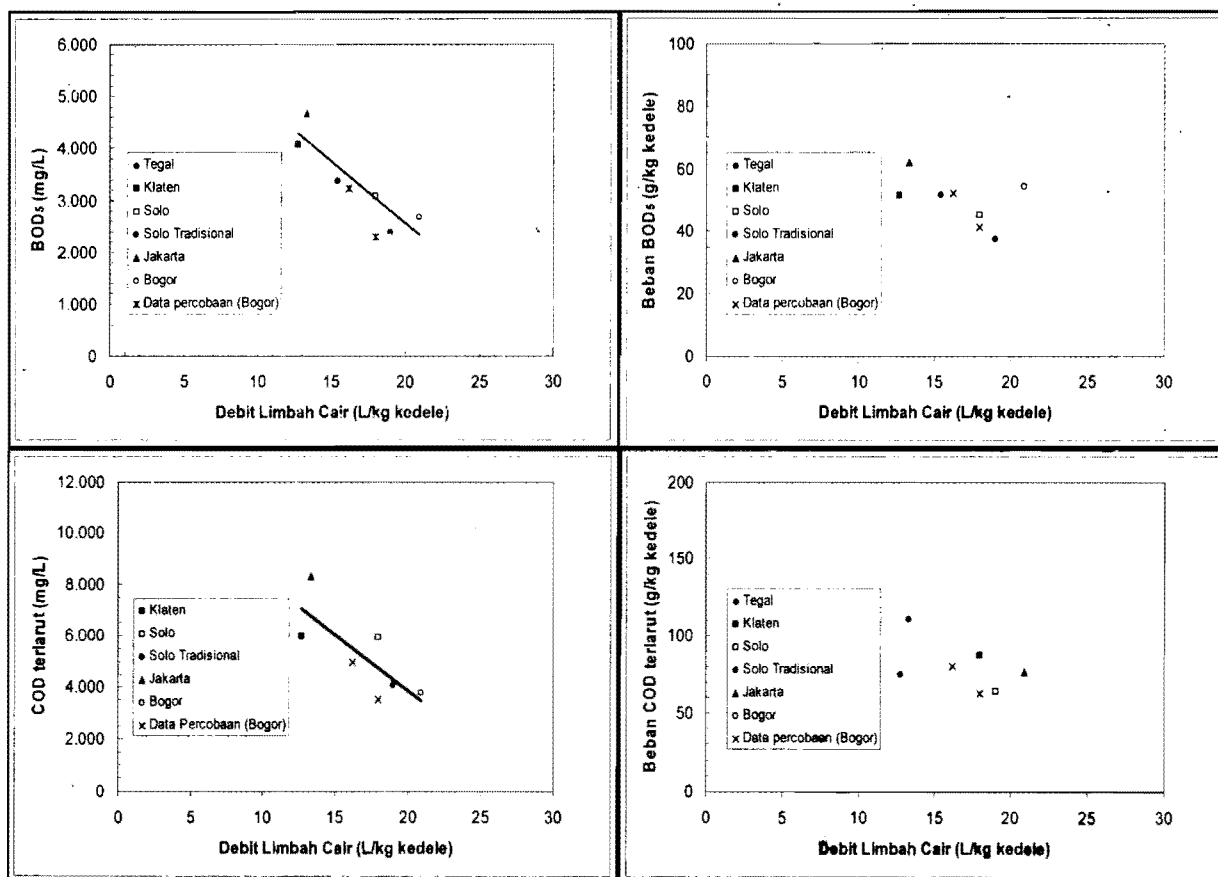 6.000
5.000
4.000
3.000
2.000
1.000
0
BODs (mg/L)
Tegal
Klaten
Solo
Solo Tradisional
Jakarta
Bogor
Data percobaan (Bogor)
0 5 10 15 20 25 30
Debit Limbah Cair (L/kg kedele)
100
80
60
40
20
0
Beban BODs (g/kg kedele)
Tegal
Klaten
Solo
Solo Tradisional
Jakarta
Bogor
Data percobaan (Bogor)
0 5 10 15 20 25 30
Debit Limbah Cair (L/kg kedele)
12.000
10.000
8.000
6.000
4.000
2.000
0
COD terlarut (mg/L)
Klaten
Solo
Solo Tradisional
Jakarta
Bogor
Data Percobaan (Bogor)
0 5 10 15 20 25 30
Debit Limbah Cair (L/kg kedele)
200
150
100
50
0
Beban COD terlarut (g/kg kedele)
Tegal
Klaten
Solo
Solo Tradisional
Jakarta
Bogor
Data percobaan (Bogor)
0 5 10 15 20 25 30
Debit Limbah Cair (L/kg kedele)